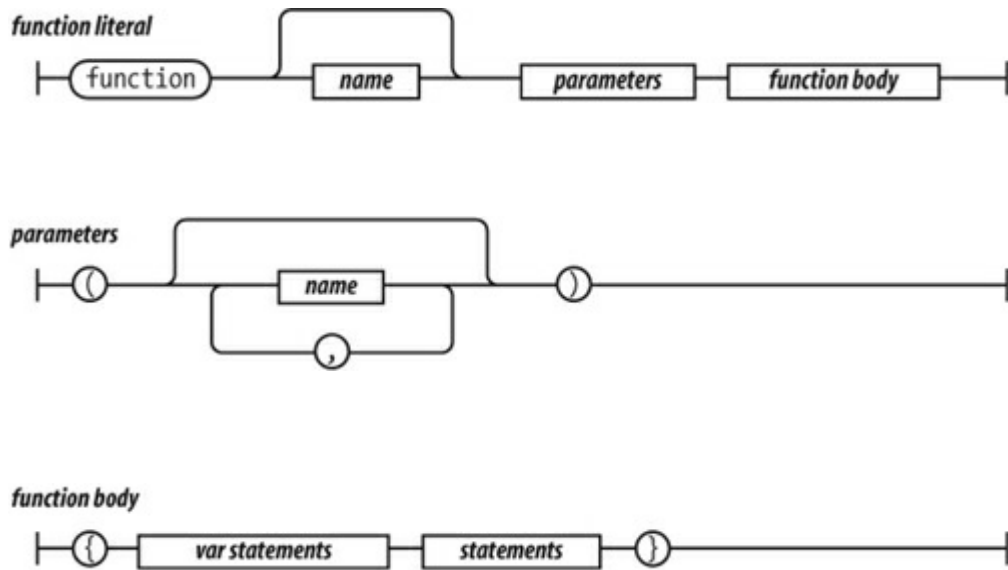 function literal
function name parameters function body
parameters
( name )
,
function body
{ var statements statements }